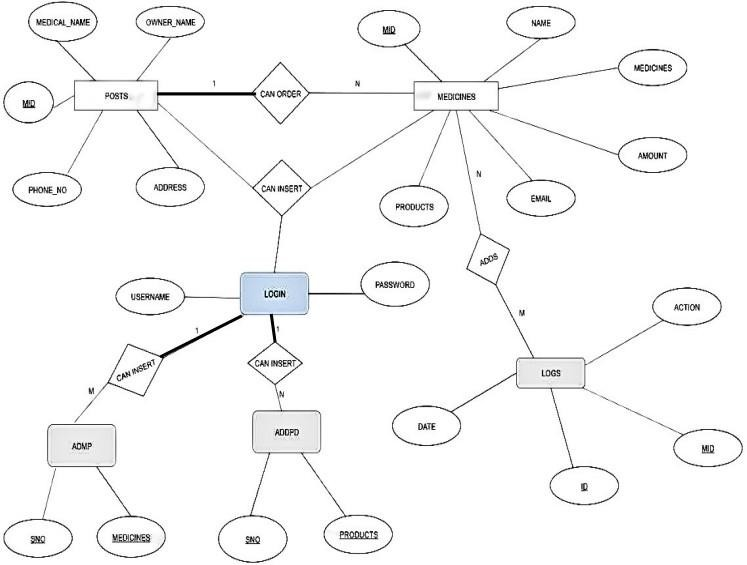 MEDICAL_NAME
OWNER_NAME
MID
NAME
MEDICINES
MID
POSTS
1
CAN ORDER
N
MEDICINES
AMOUNT
PHONE_NO
ADDRESS
CAN INSERT
PRODUCTS
N
EMAIL
ADDS
USERNAME
LOGIN
PASSWORD
M
ACTION
1
1
CAN INSERT
CAN INSERT
LOGS
M
N
DATE
MID
ADMP
ADDPD
ID
SNO
MEDICINES
SNO
PRODUCTS